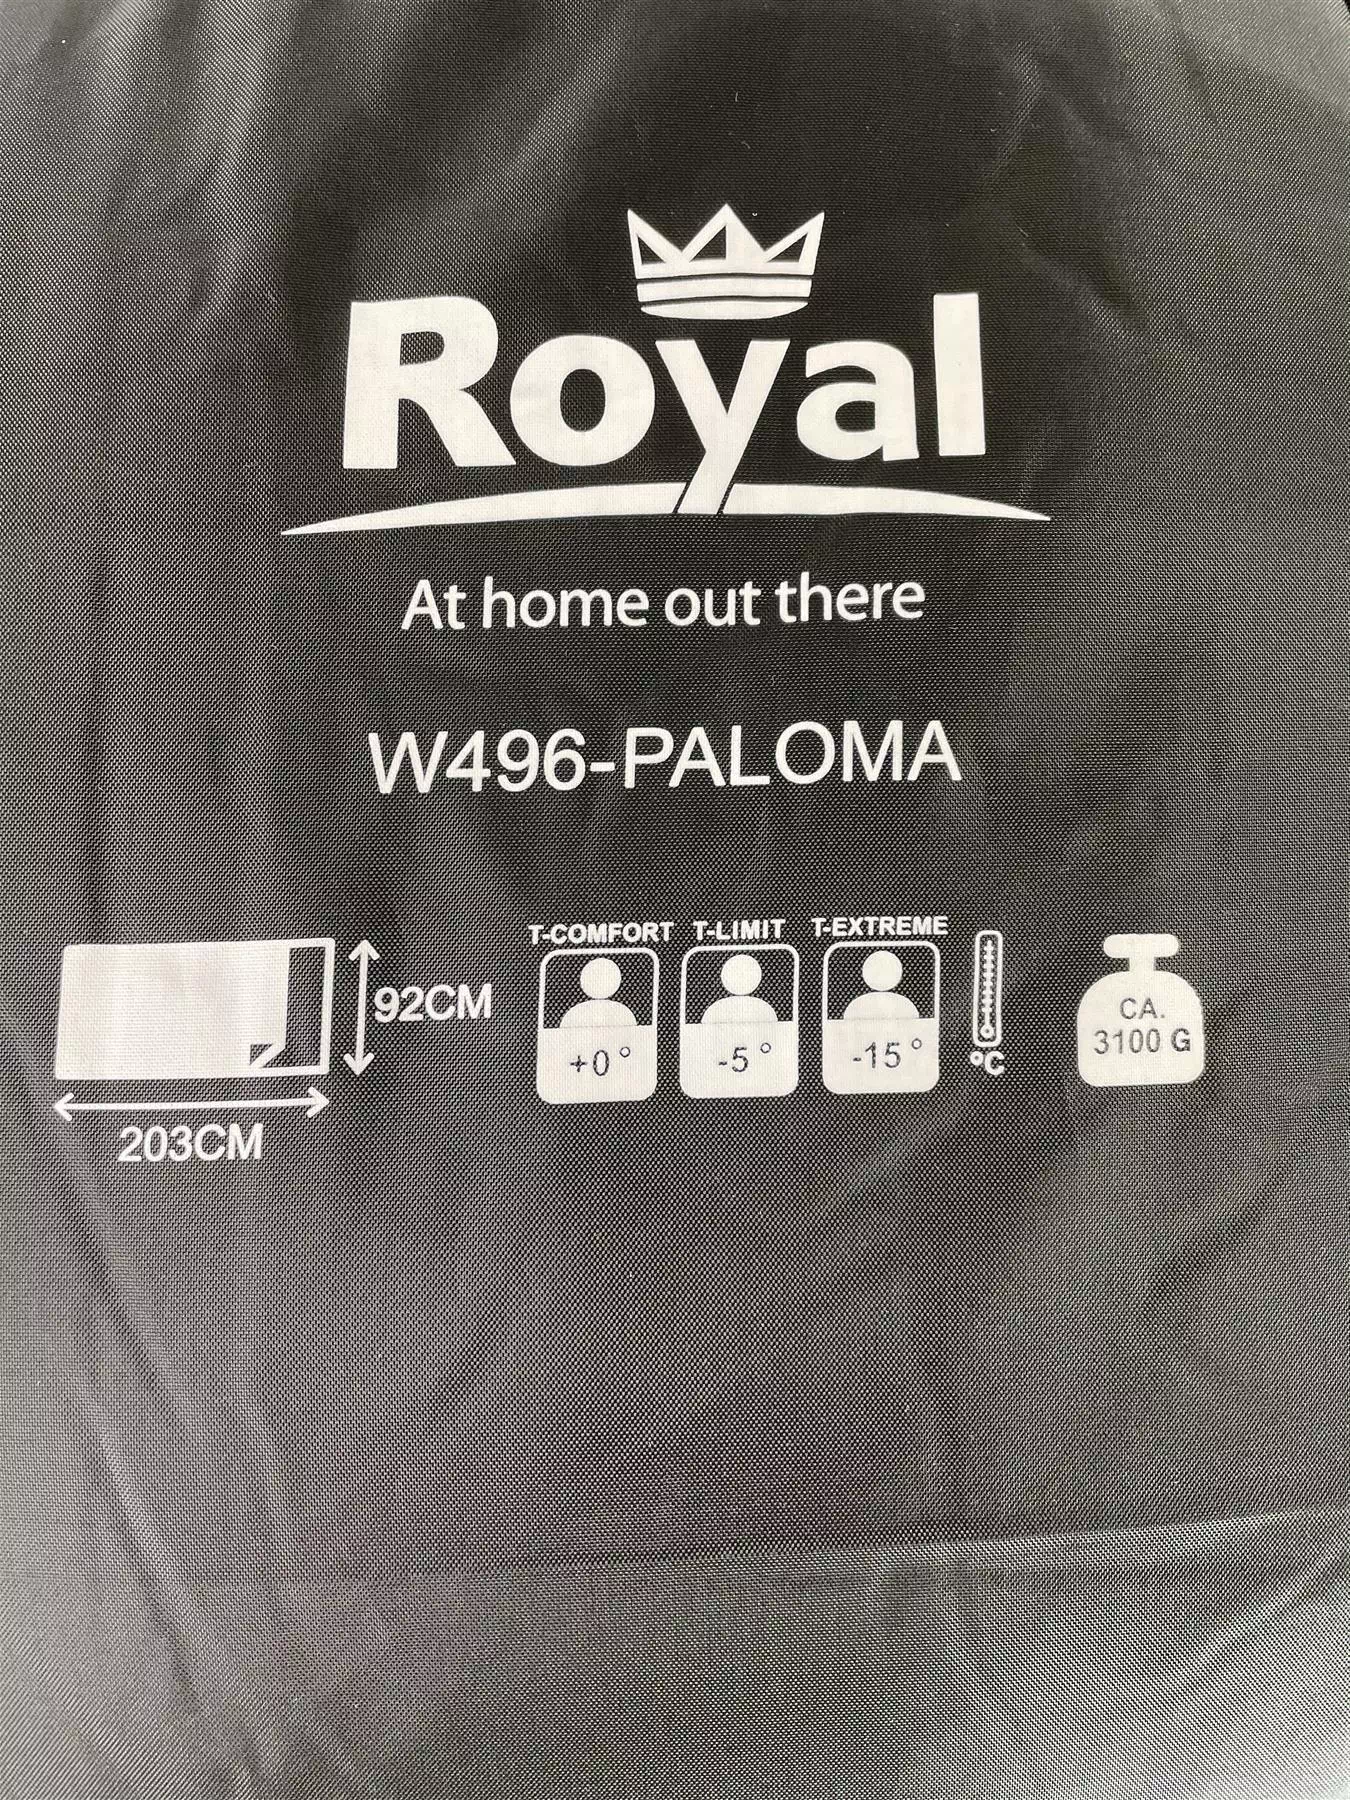 Royal
At home out there
W496-PALOMA
T-COMFORT T-LIMIT T-EXTREME
92CM
+0° -5° -15° °C
CA.
3100 G
203CM